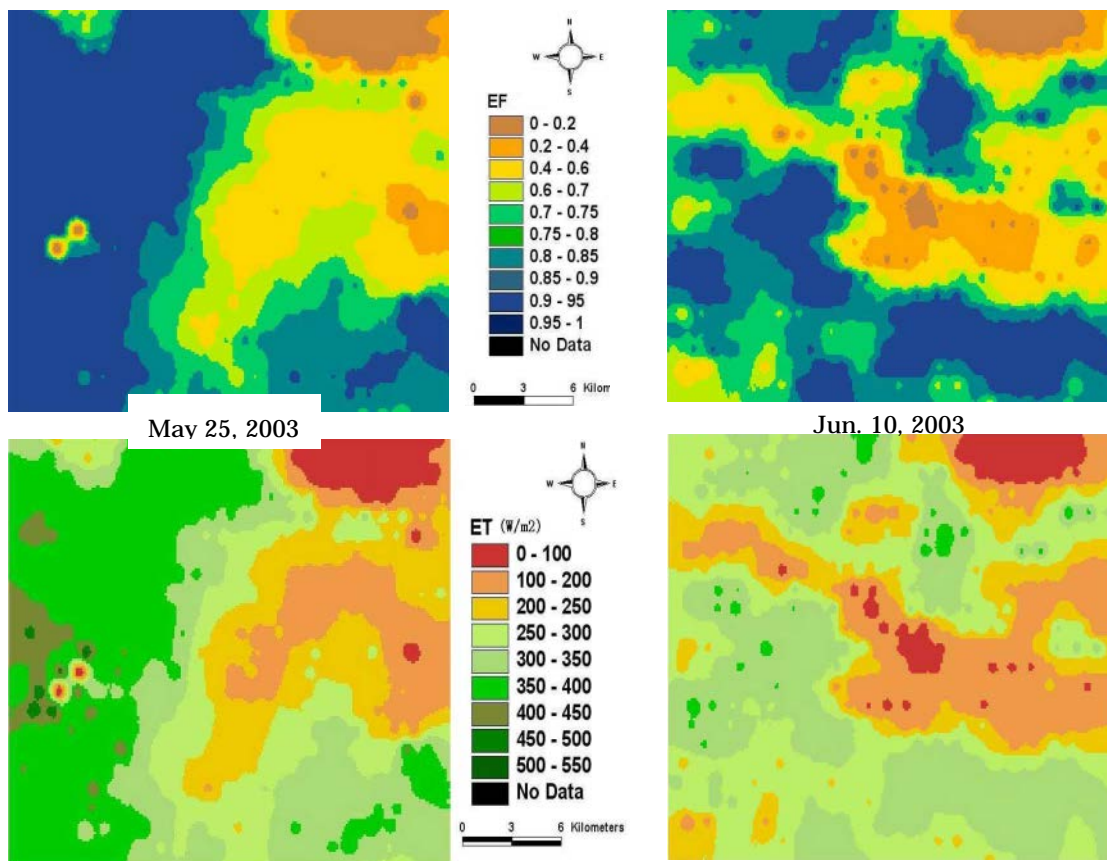 N
W E
S
EF
0 - 0.2
0.2 - 0.4
0.4 - 0.6
0.6 - 0.7
0.7 - 0.75
0.75 - 0.8
0.8 - 0.85
0.85 - 0.9
0.9 - 95
0.95 - 1
No Data
0 3 6 Kilom
May 25, 2003
Jun. 10, 2003
N
W E
S
ET (W/m2)
0 - 100
100 - 200
200 - 250
250 - 300
300 - 350
350 - 400
400 - 450
450 - 500
500 - 550
No Data
0 3 6 Kilometers